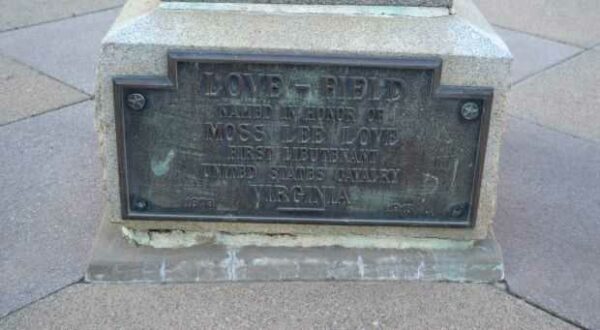 LOVE - FIELD
NAMED IN HONOR OF
MOSS LEE LOVE
FIRST LIEUTENANT
UNITED STATES CAVALRY
VIRGINIA